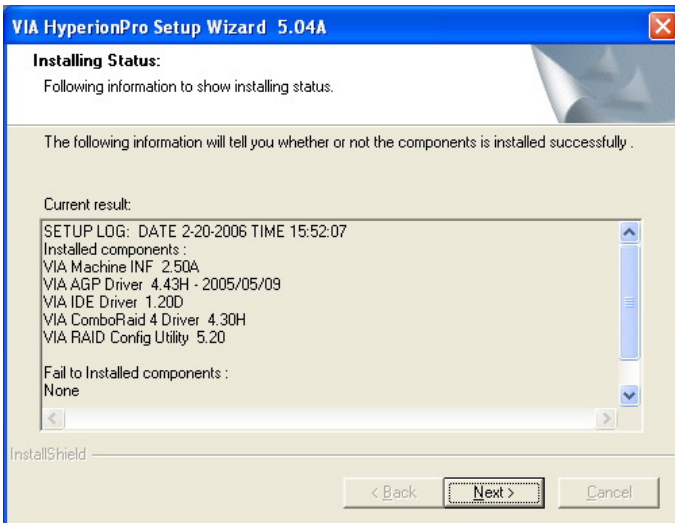 VIA HyperionPro Setup Wizard 5.04A
Installing Status:
Following information to show installing status.
The following information will tell you whether or not the components is installed successfully .
Current result:
SETUP LOG: DATE 2-20-2006 TIME 15:52:07
Installed components :
VIA Machine INF 2.50A
VIA AGP Driver 4.43H - 2005/05/09
VIA IDE Driver 1.20D
VIA ComboRaid 4 Driver 4.30H
VIA RAID Config Utility 5.20
Fail to Installed components :
None
InstallShield
< Back
Next >
Cancel